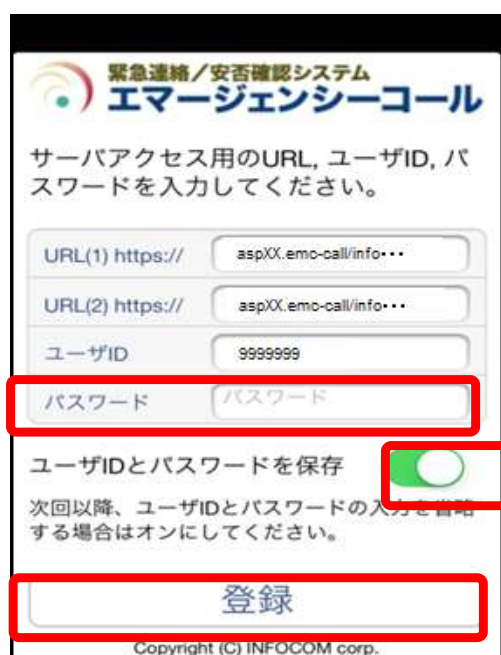 緊急連絡/安否確認システム
エマージェンシーコール
サーバアクセス用のURL, ユーザID, パ
スワードを入力してください。
URL(1) https:// aspXX.emc-call/info・・・
URL(2) https:// aspXX.emc-call/info・・・
ユーザID 9999999
パスワード パスワード
ユーザIDとパスワードを保存
次回以降、ユーザIDとパスワードの入力を省略
する場合はオンにしてください。
登録
Copyright (C) INFOCOM corp.